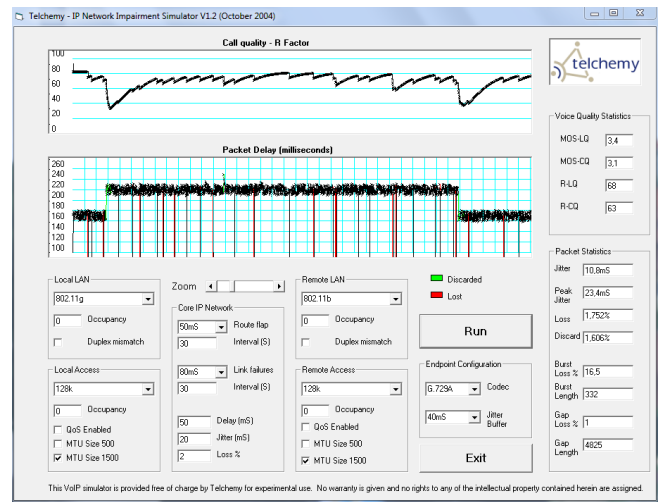 Telchemy - IP Network Impairment Simulator V1.2 (October 2004)
Call quality - R Factor
100
80
60
40
20
0
telchemy
Voice Quality Statistics
MOS-LQ 3,4
MOS-CQ 3,1
R-LQ 68
R-CQ 63
Packet Delay (milliseconds)
260
240
220
200
180
160
140
120
100
Local LAN
802.11g
0 Occupancy
Duplex mismatch
Zoom
Core IP Network
50mS Route flap
30 Interval (S)
80mS Link failures
30 Interval (S)
50 Delay (mS)
20 Jitter (mS)
2 Loss %
Remote LAN
802.11b
0 Occupancy
Duplex mismatch
Discarded
Lost
Run
Packet Statistics
Jitter 10,8mS
Peak Jitter 23,4mS
Loss 1,752%
Discard 1,606%
Burst Loss % 16,5
Burst Length 332
Gap Loss % 1
Gap Length 4825
Local Access
128k
0 Occupancy
QoS Enabled
MTU Size 500
MTU Size 1500
Remote Access
128k
0 Occupancy
QoS Enabled
MTU Size 500
MTU Size 1500
Endpoint Configuration
G.729A Codec
40mS Jitter Buffer
Exit
This VoIP simulator is provided free of charge by Telchemy for experimental use. No warranty is given and no rights to any of the intellectual property contained herein are assigned.